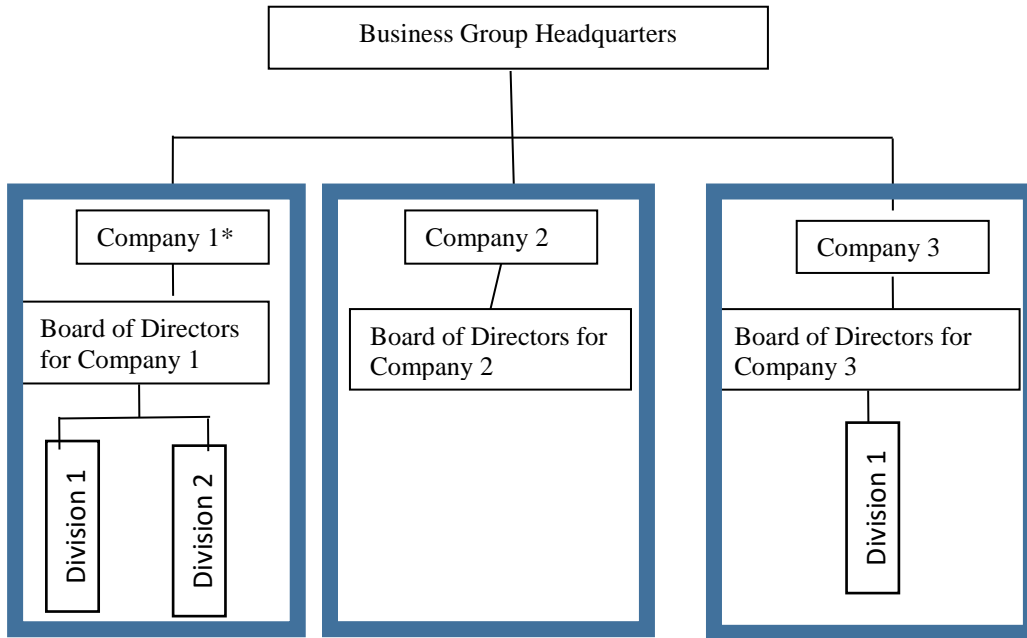 Business Group Headquarters
Company 1*
Company 2
Company 3
Board of Directors
for Company 1
Board of Directors for
Company 2
Board of Directors for
Company 3
Division 1
Division 2
Division 1